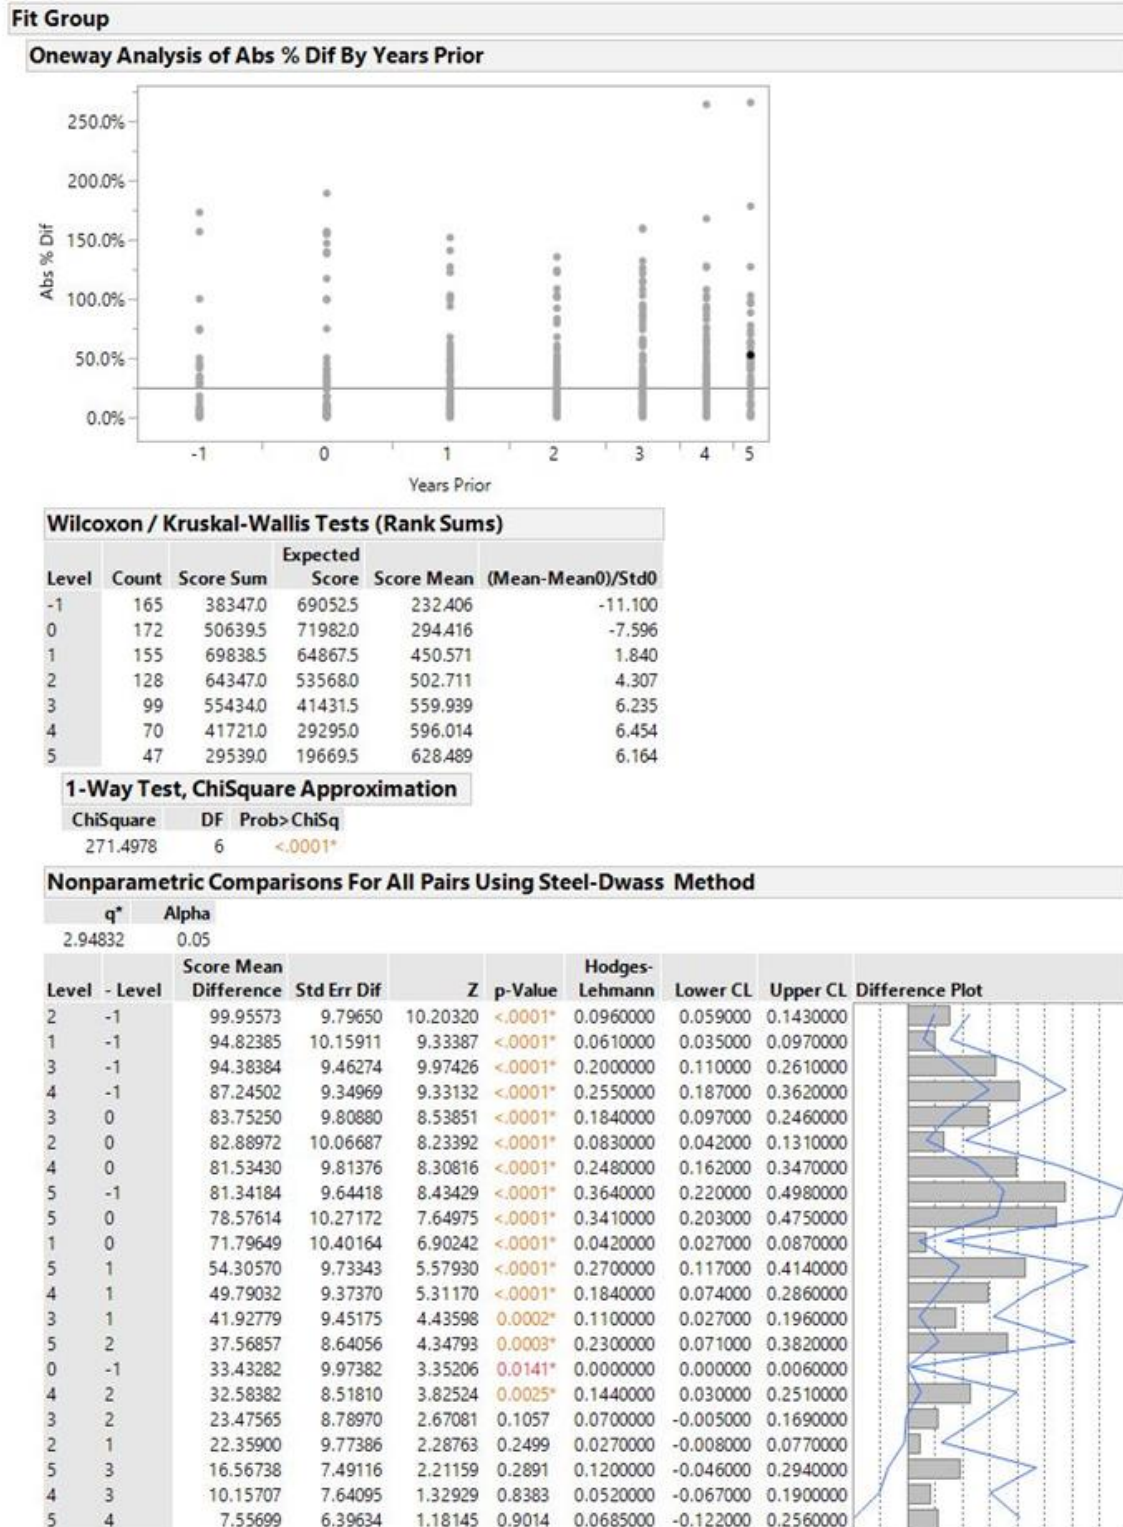 Fit Group
Oneway Analysis of Abs % Dif By Years Prior
250.0%
200.0%
150.0%
100.0%
50.0%
0.0%
Abs % Dif
-1 0 1 2 3 4 5
Years Prior
Wilcoxon / Kruskal-Wallis Tests (Rank Sums)
Expected
Level Count Score Sum Score Score Mean (Mean-Mean0)/Std0
-1 165 38347.0 69052.5 232.406 -11.100
0 172 50639.5 71982.0 294.416 -7.596
1 155 69838.5 64867.5 450.571 1.840
2 128 64347.0 53568.0 502.711 4.307
3 99 55434.0 41431.5 559.939 6.235
4 70 41721.0 29295.0 596.014 6.454
5 47 29539.0 19669.5 628.489 6.164
1-Way Test, ChiSquare Approximation
ChiSquare DF Prob>ChiSq
271.4978 6 <.0001*
Nonparametric Comparisons For All Pairs Using Steel-Dwass Method
q* Alpha
2.94832 0.05
Score Mean Hodges-
Level - Level Difference Std Err Dif Z p-Value Lehmann Lower CL Upper CL Difference Plot
2 -1 99.95573 9.79650 10.20320 <.0001* 0.0960000 0.059000 0.1430000
1 -1 94.82385 10.15911 9.33387 <.0001* 0.0610000 0.035000 0.0970000
3 -1 94.38384 9.46274 9.97426 <.0001* 0.2000000 0.110000 0.2610000
4 -1 87.24502 9.34969 9.33132 <.0001* 0.2550000 0.187000 0.3620000
3 0 83.75250 9.80880 8.53851 <.0001* 0.1840000 0.097000 0.2460000
2 0 82.88972 10.06687 8.23392 <.0001* 0.0830000 0.042000 0.1310000
4 0 81.53430 9.81376 8.30816 <.0001* 0.2480000 0.162000 0.3470000
5 -1 81.34184 9.64418 8.43429 <.0001* 0.3640000 0.220000 0.4980000
5 0 78.57614 10.27172 7.64975 <.0001* 0.3410000 0.203000 0.4750000
1 0 71.79649 10.40164 6.90242 <.0001* 0.0420000 0.027000 0.0870000
5 1 54.30570 9.73343 5.57930 <.0001* 0.2700000 0.117000 0.4140000
4 1 49.79032 9.37370 5.31170 <.0001* 0.1840000 0.074000 0.2860000
3 1 41.92779 9.45175 4.43598 0.0002* 0.1100000 0.027000 0.1960000
5 2 37.56857 8.64056 4.34793 0.0003* 0.2300000 0.071000 0.3820000
0 -1 33.43282 9.97382 3.35206 0.0141* 0.0000000 0.000000 0.0060000
4 2 32.58382 8.51810 3.82524 0.0025* 0.1440000 0.030000 0.2510000
3 2 23.47565 8.78970 2.67081 0.1057 0.0700000 -0.005000 0.1690000
2 1 22.35900 9.77386 2.28763 0.2499 0.0270000 -0.008000 0.0770000
5 3 16.56738 7.49116 2.21159 0.2891 0.1200000 -0.046000 0.2940000
4 3 10.15707 7.64095 1.32929 0.8383 0.0520000 -0.067000 0.1900000
5 4 7.55699 6.39634 1.18145 0.9014 0.0685000 -0.122000 0.2560000